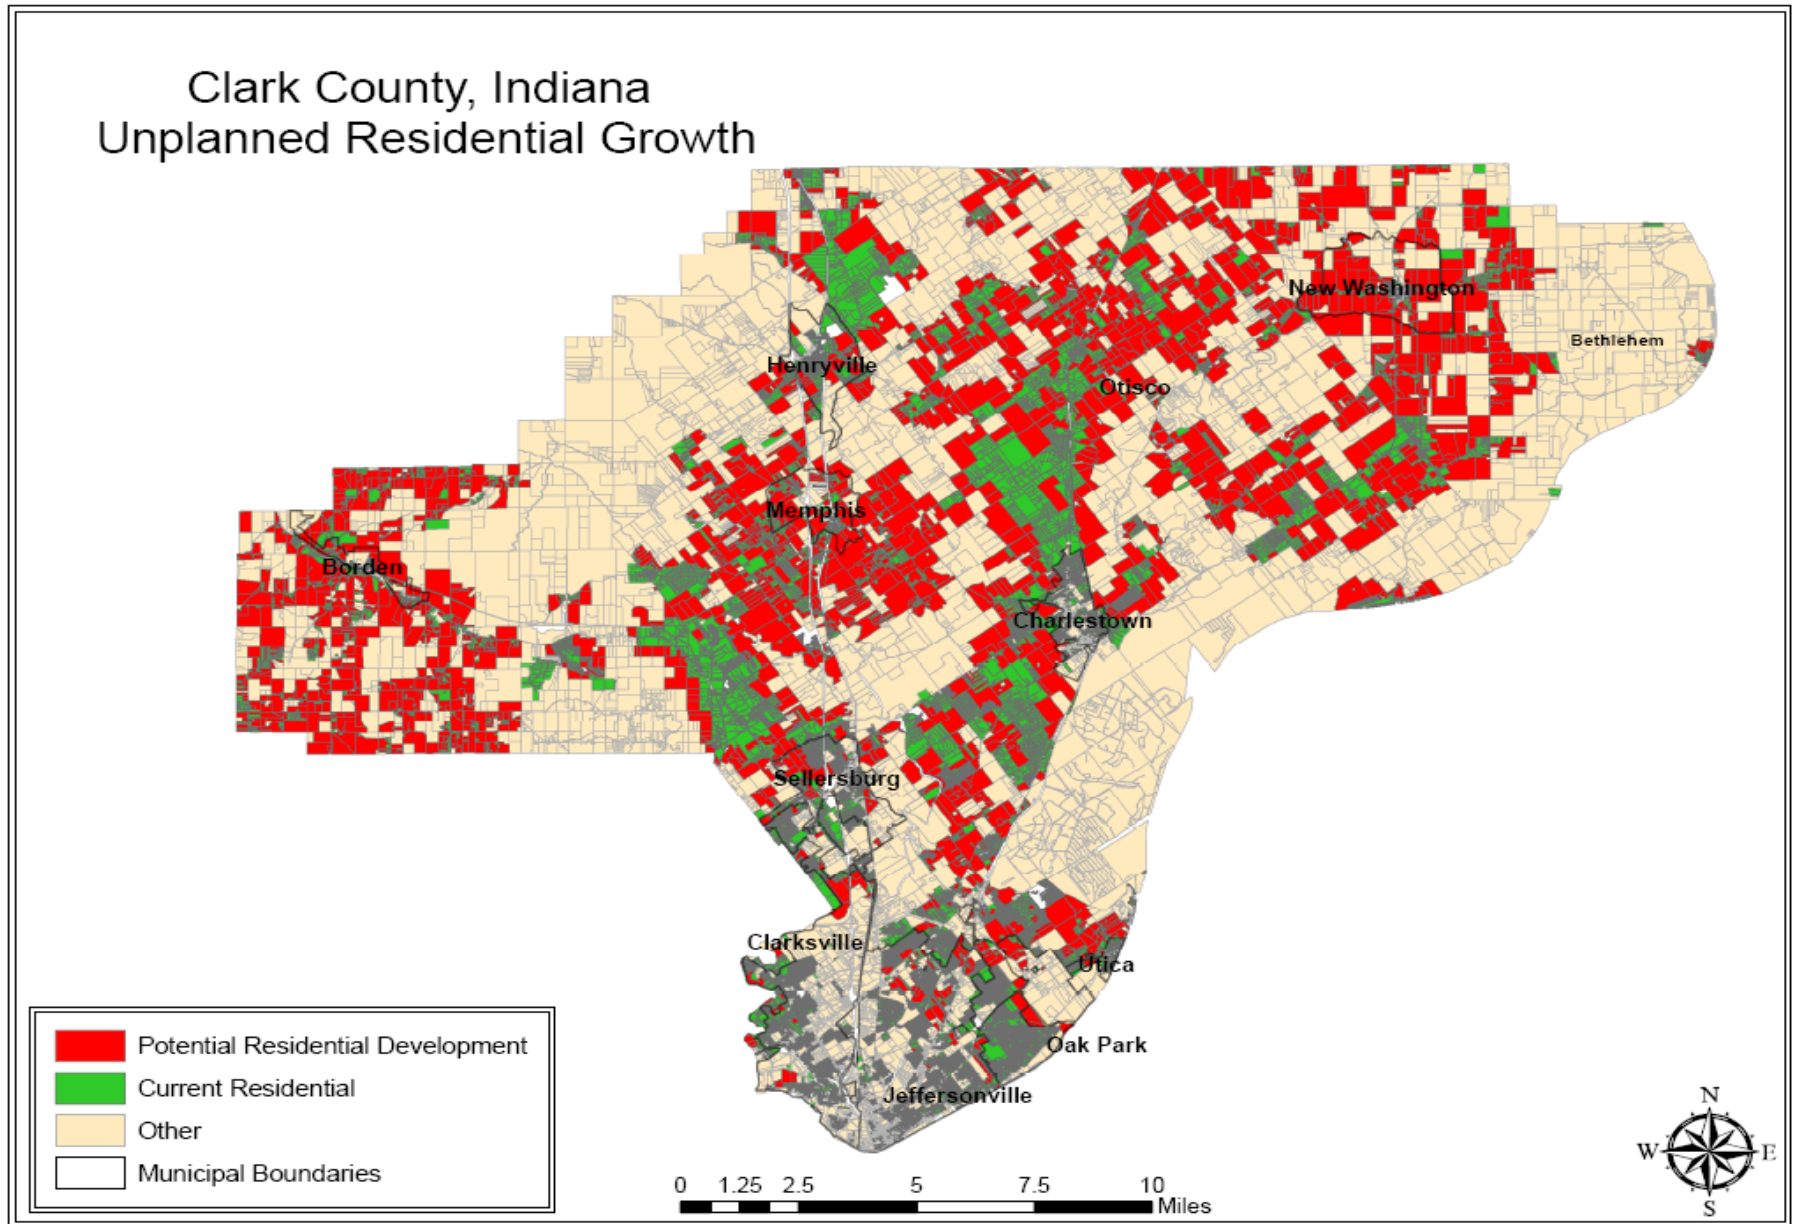 Clark County, Indiana
Unplanned Residential Growth
New Washington
Bethlehem
Henryville
Otisco
Memphis
Borden
Charlestown
Sellersburg
Clarksville
Utica
Oak Park
Jeffersonville
Potential Residential Development
Current Residential
Other
Municipal Boundaries
0 1.25 2.5 5 7.5 10
Miles
N
W E
S